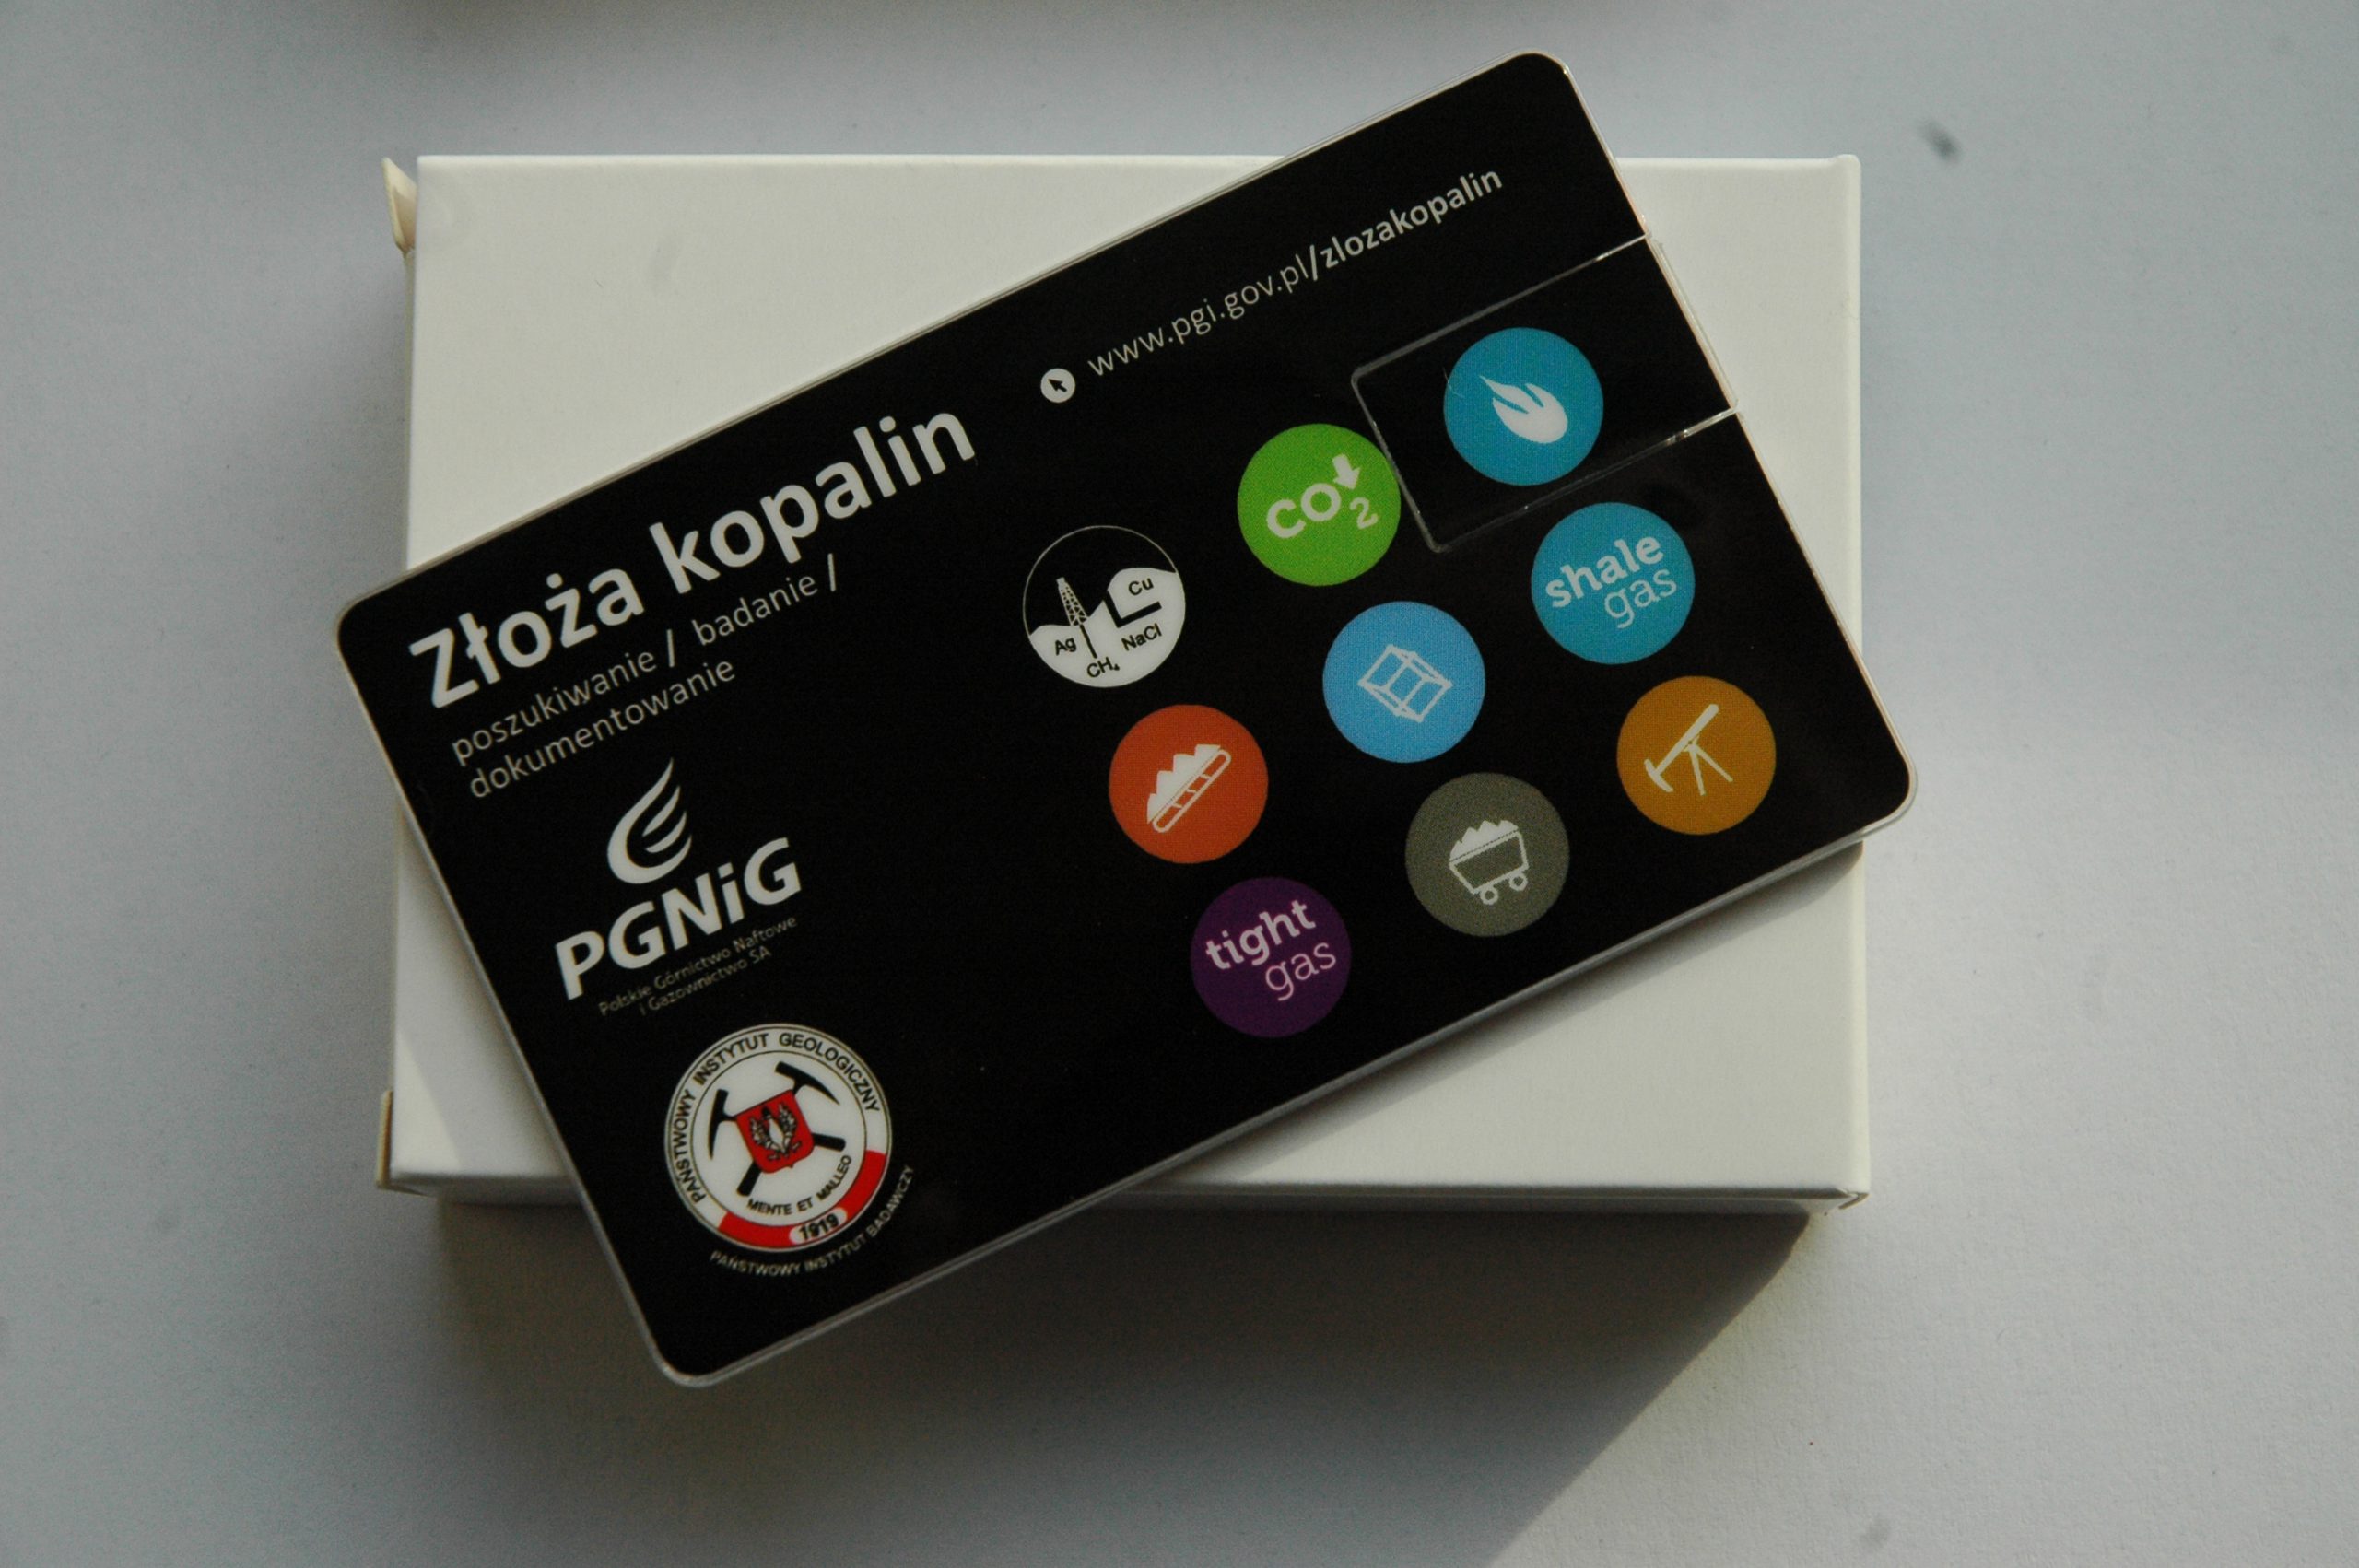 www.pgi.gov.pl/zlozakopalin
Złoża kopalin
poszukiwanie / badanie /
dokumentowanie
PGNiG
Polskie Górnictwo Naftowe
i Gazownictwo SA
PAŃSTWOWY INSTYTUT GEOLOGICZNY
MENTE ET MALLEO
1919
PAŃSTWOWY INSTYTUT BADAWCZY
Cu
Ag
NaCl
CH₄
CO₂
shale
gas
tight
gas